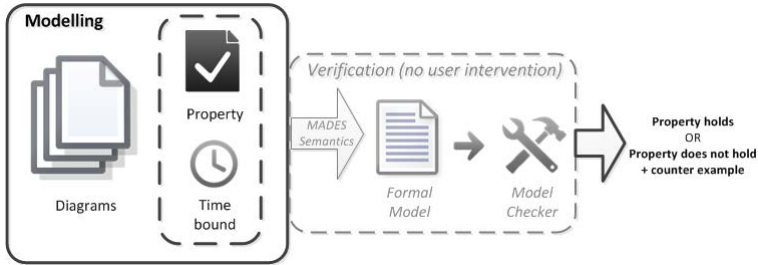 Modelling
Diagrams
Property
Time
bound
Verification (no user intervention)
MADES
Semantics
Formal
Model
Model
Checker
Property holds
OR
Property does not hold
+ counter example